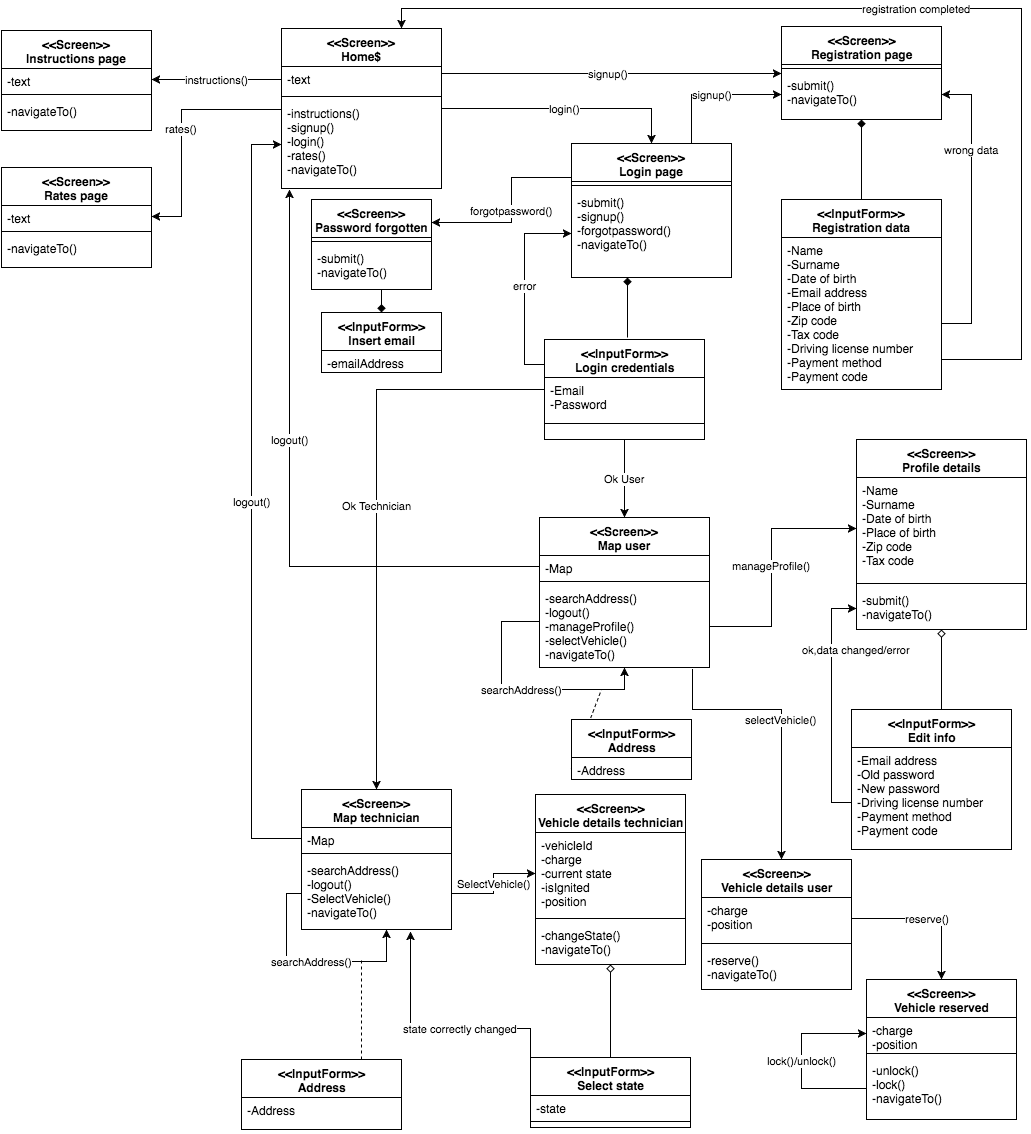 registration completed
<<Screen>>
Instructions page
-text
-navigateTo()
instructions()
<<Screen>>
Home$
-text
-instructions()
-signup()
-login()
-rates()
-navigateTo()
signup()
<<Screen>>
Registration page
-submit()
-navigateTo()
signup()
login()
rates()
wrong data
<<Screen>>
Rates page
-text
-navigateTo()
<<Screen>>
Login page
-submit()
-signup()
-forgotpassword()
-navigateTo()
forgotpassword()
<<Screen>>
Password forgotten
-submit()
-navigateTo()
error
<<InputForm>>
Registration data
-Name
-Surname
-Date of birth
-Email address
-Place of birth
-Zip code
-Tax code
-Driving license number
-Payment method
-Payment code
<<InputForm>>
Insert email
-emailAddress
<<InputForm>>
Login credentials
-Email
-Password
logout()
logout()
Ok Technician
Ok User
<<Screen>>
Profile details
-Name
-Surname
-Date of birth
-Place of birth
-Zip code
-Tax code
-submit()
-navigateTo()
<<Screen>>
Map user
-Map
-searchAddress()
-logout()
-manageProfile()
-selectVehicle()
-navigateTo()
manageProfile()
ok,data changed/error
searchAddress()
selectVehicle()
<<InputForm>>
Address
-Address
<<InputForm>>
Edit info
-Email address
-Old password
-New password
-Driving license number
-Payment method
-Payment code
<<Screen>>
Map technician
-Map
-searchAddress()
-logout()
-SelectVehicle()
-navigateTo()
SelectVehicle()
<<Screen>>
Vehicle details technician
-vehicleId
-charge
-current state
-isIgnited
-position
-changeState()
-navigateTo()
<<Screen>>
Vehicle details user
-charge
-position
-reserve()
-navigateTo()
reserve()
searchAddress()
state correctly changed
<<Screen>>
Vehicle reserved
-charge
-position
-unlock()
-lock()
-navigateTo()
lock()/unlock()
<<InputForm>>
Address
-Address
<<InputForm>>
Select state
-state